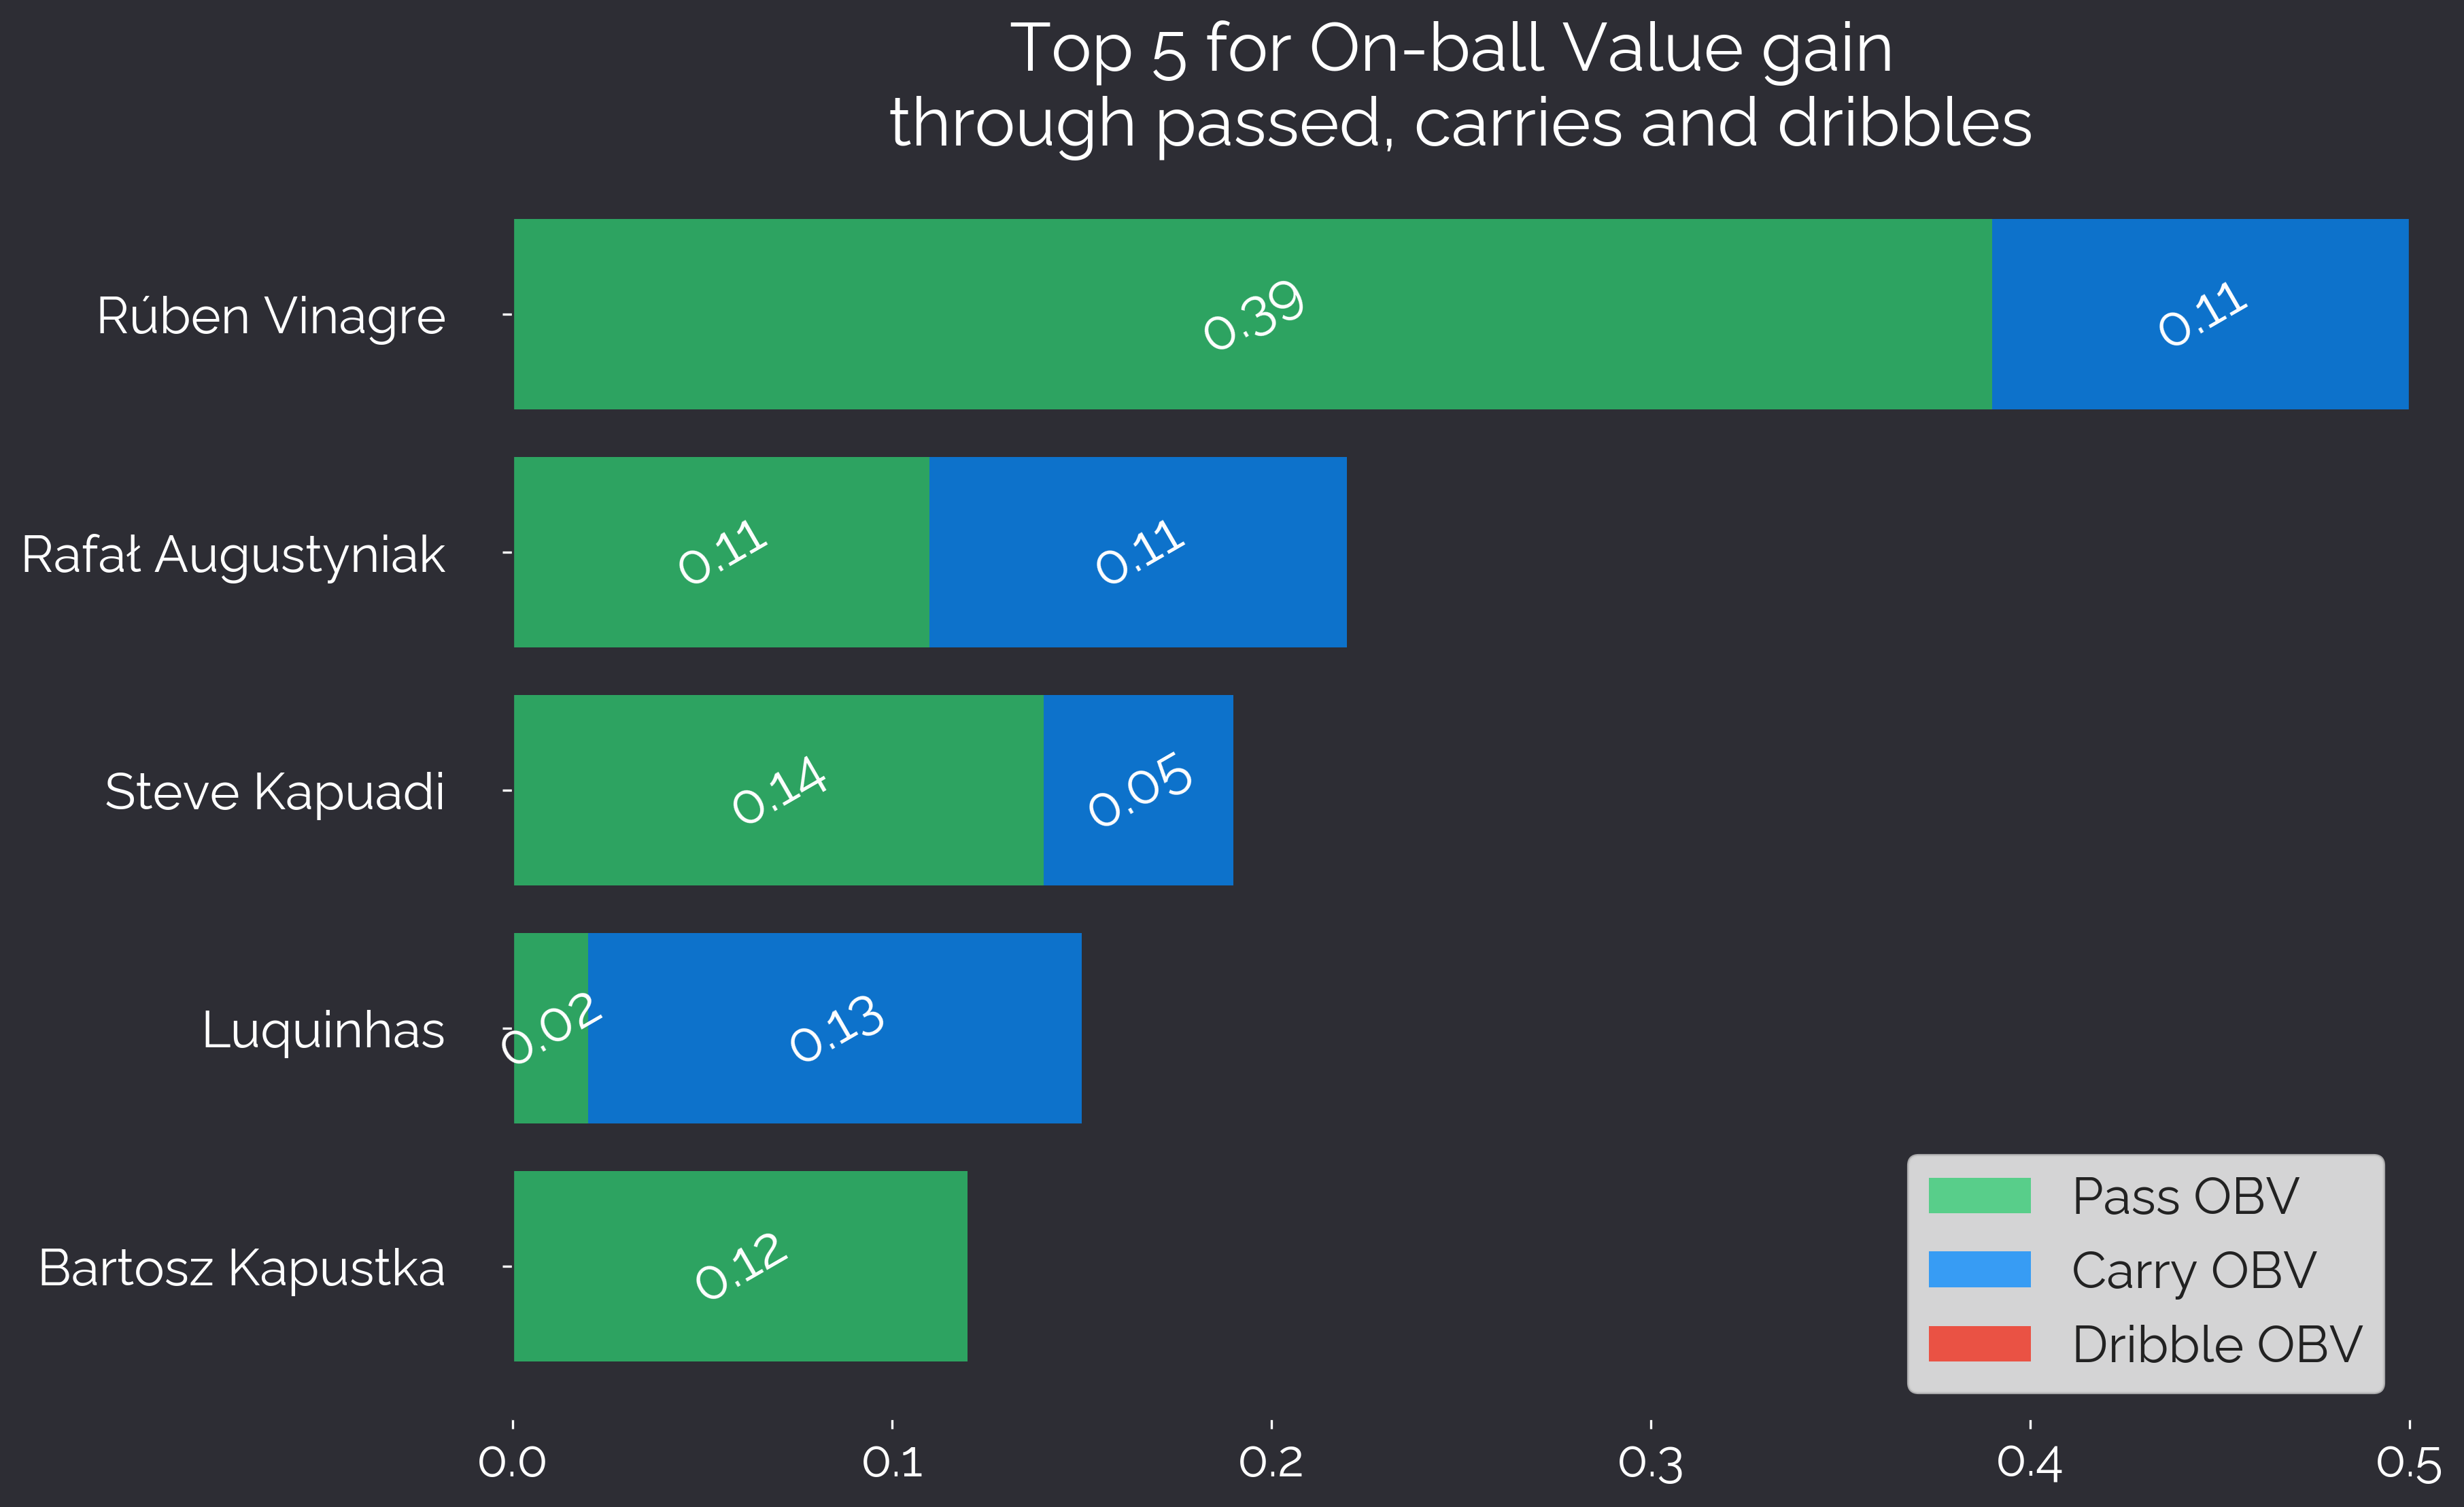 Top 5 for On-ball Value gain
through passed, carries and dribbles
Rúben Vinagre
0.39
0.11
Rafał Augustyniak
0.11
0.11
Steve Kapuadi
0.14
0.05
Luquinhas
0.02
0.13
Bartosz Kapustka
0.12
Pass OBV
Carry OBV
Dribble OBV
0.0 0.1 0.2 0.3 0.4 0.5